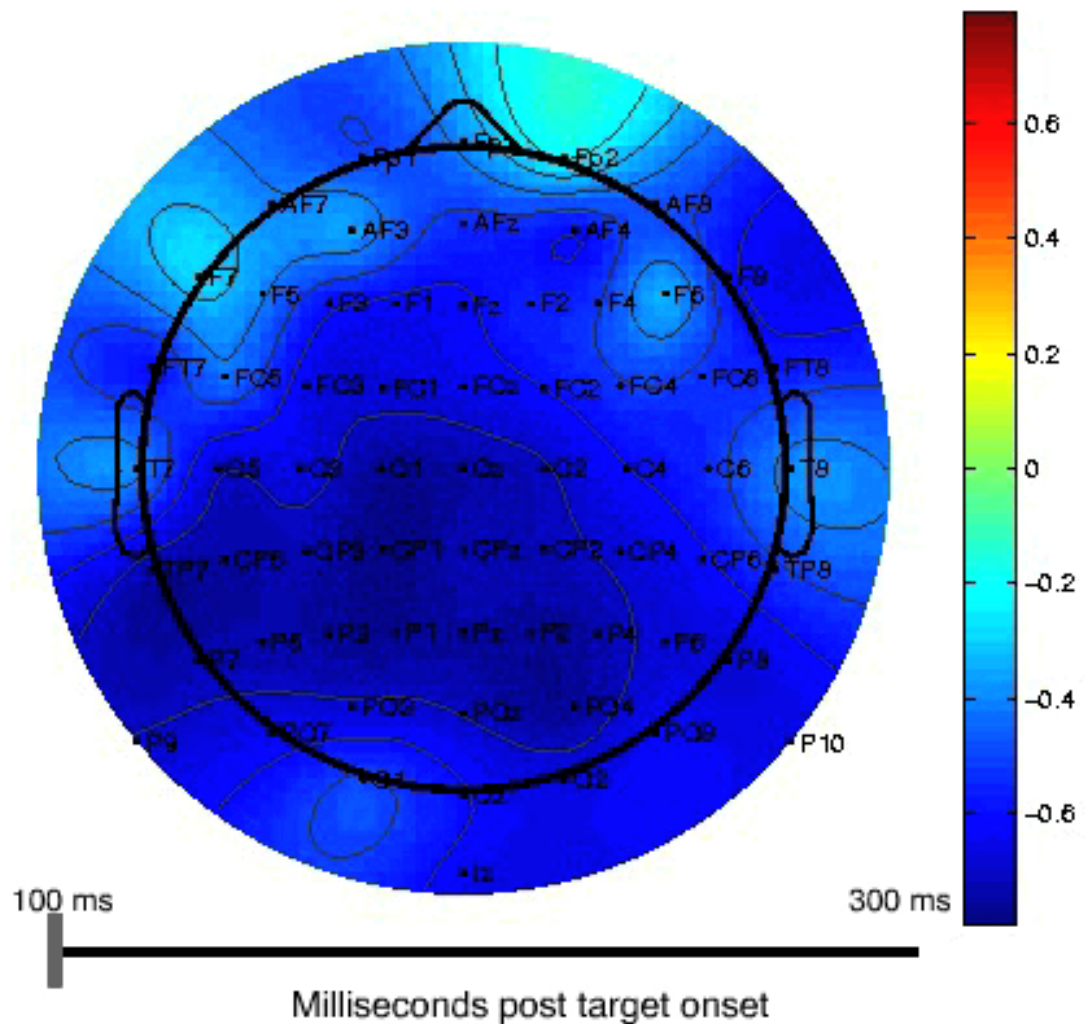 0.6
Fp1 Fpz Fp2
AF7 AF8
AF3 AFz AF4
0.4
F7 F8
F5 F3 F1 Fz F2 F4 F6
0.2
FT7 FT8
FC5 FC3 FC1 FCz FC2 FC4 FC6
T7 C5 C3 C1 Cz C2 C4 C6 T8
0
CP5 CP3 CP1 CPz CP2 CP4 CP6
TP7 TP8
-0.2
P5 P3 P1 Pz P2 P4 P6
P7 P8
-0.4
PO3 POz PO4
PO7 PO8
P9 P10
O1 Oz O2
-0.6
Iz
100 ms 300 ms
Milliseconds post target onset